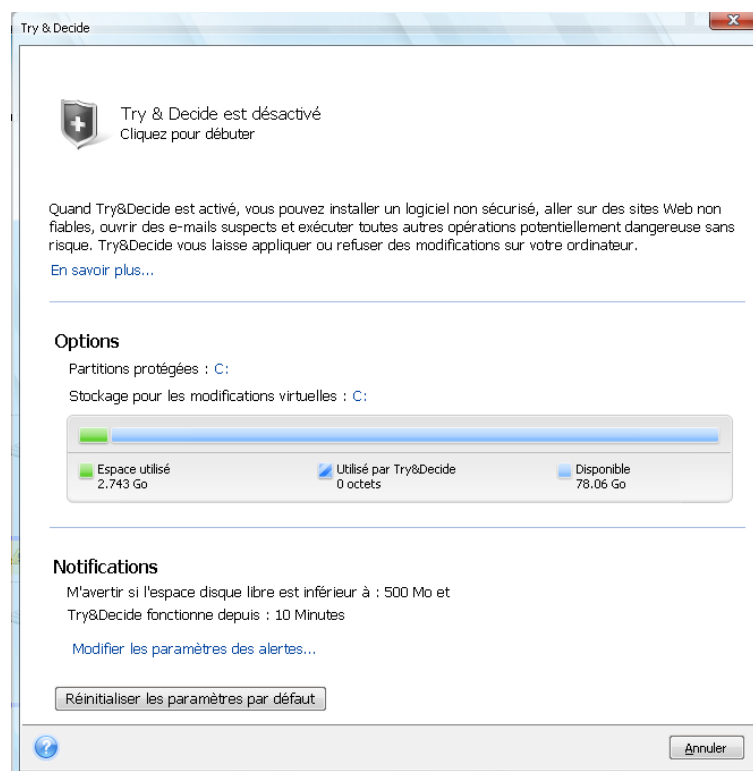 Try & Decide
Try & Decide est désactivé
Cliquez pour débuter
Quand Try&Decide est activé, vous pouvez installer un logiciel non sécurisé, aller sur des sites Web non
fiables, ouvrir des e-mails suspects et exécuter toutes autres opérations potentiellement dangereuse sans
risque. Try&Decide vous laisse appliquer ou refuser des modifications sur votre ordinateur.
En savoir plus...
Options
Partitions protégées : C:
Stockage pour les modifications virtuelles : C:
Espace utilisé
2.743 Go
Utilisé par Try&Decide
0 octets
Disponible
78.06 Go
Notifications
M'avertir si l'espace disque libre est inférieur à : 500 Mo et
Try&Decide fonctionne depuis : 10 Minutes
Modifier les paramètres des alertes...
Réinitialiser les paramètres par défaut
Annuler